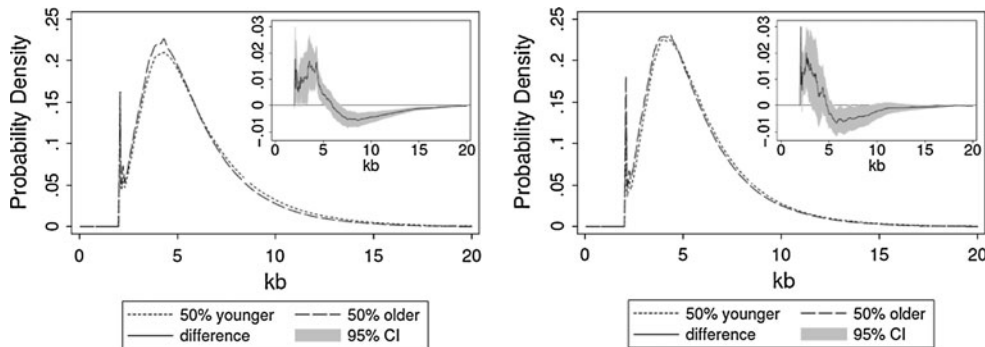 Probability Density
0 .05 .1 .15 .20 .25
0 5 10 15 20
kb
-.01 0 .01 .02 .03
0 5 10 15 20
kb
50% younger 50% older
difference 95% CI
Probability Density
0 .05 .1 .15 .20 .25
0 5 10 15 20
kb
-.01 0 .01 .02 .03
0 5 10 15 20
kb
50% younger 50% older
difference 95% CI